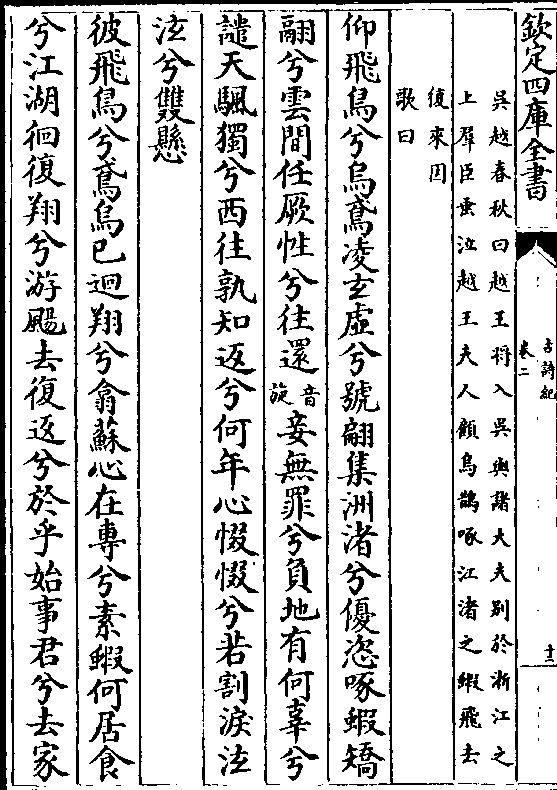 欽定四庫全書
古詩紀
卷二
十二
吳越春秋曰越王將入吳與諸大夫别於浙江之
上羣臣垂泣越王夫人顧烏鵲啄江渚之蝦飛去
復來因
歌曰
仰飛鳥兮烏鳶凌玄虛兮號翩集洲渚兮優恣啄蝦矯
翮兮雲間任厥性兮往還音旋妾無罪兮負地有何辜兮
譴天颿獨兮西往孰知返兮何年心惙惙兮若割淚泫
泫兮雙懸
彼飛鳥兮鳶烏已迴翔兮翕蘇心在專兮素蝦何居食
兮江湖徊復翔兮游颺去復返兮於乎始事君兮去家